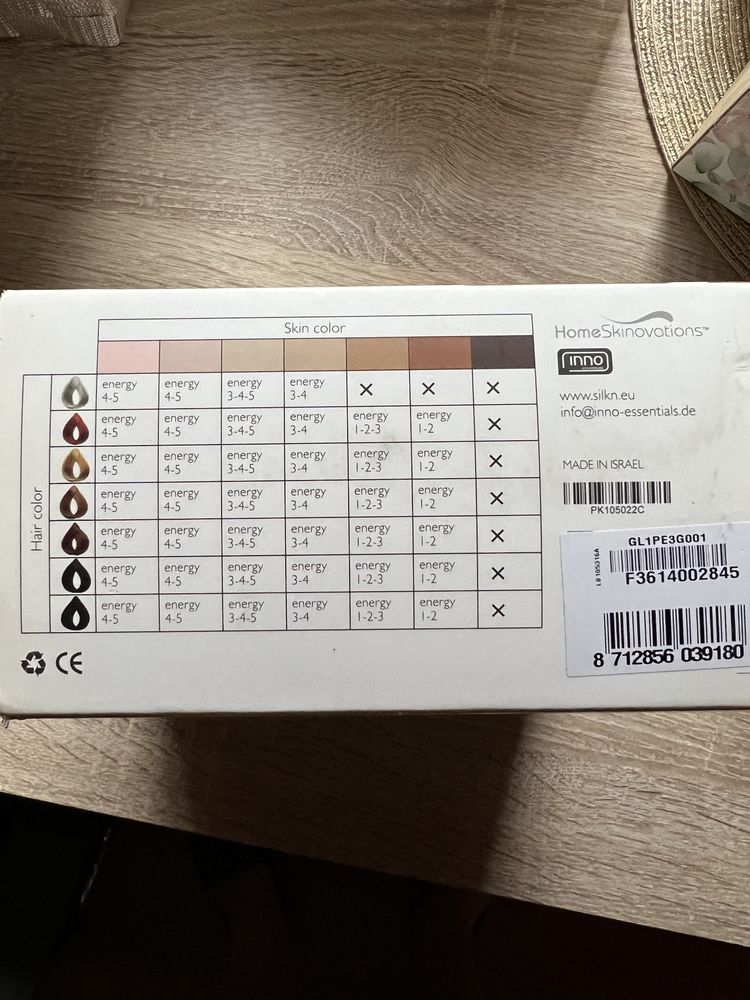 Skin color
Hair color
energy 4-5 energy 4-5 energy 3-4-5 energy 3-4 × × ×
energy 4-5 energy 4-5 energy 3-4-5 energy 3-4 energy 1-2-3 energy 1-2 ×
energy 4-5 energy 4-5 energy 3-4-5 energy 3-4 energy 1-2-3 energy 1-2 ×
energy 4-5 energy 4-5 energy 3-4-5 energy 3-4 energy 1-2-3 energy 1-2 ×
energy 4-5 energy 4-5 energy 3-4-5 energy 3-4 energy 1-2-3 energy 1-2 ×
energy 4-5 energy 4-5 energy 3-4-5 energy 3-4 energy 1-2-3 energy 1-2 ×
energy 4-5 energy 4-5 energy 3-4-5 energy 3-4 energy 1-2-3 energy 1-2 ×
CE
HomeSkinovations™
inno
www.silkn.eu
info@inno-essentials.de
MADE IN ISRAEL
PK105022C
GL1PE3G001
LB105316A
F3614002845
8 712856 039180